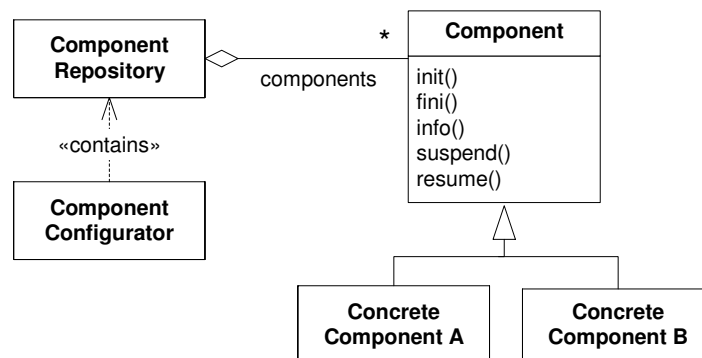 Component
Repository
*
components
Component
init()
fini()
info()
suspend()
resume()
«contains»
Component
Configurator
Concrete
Component A
Concrete
Component B